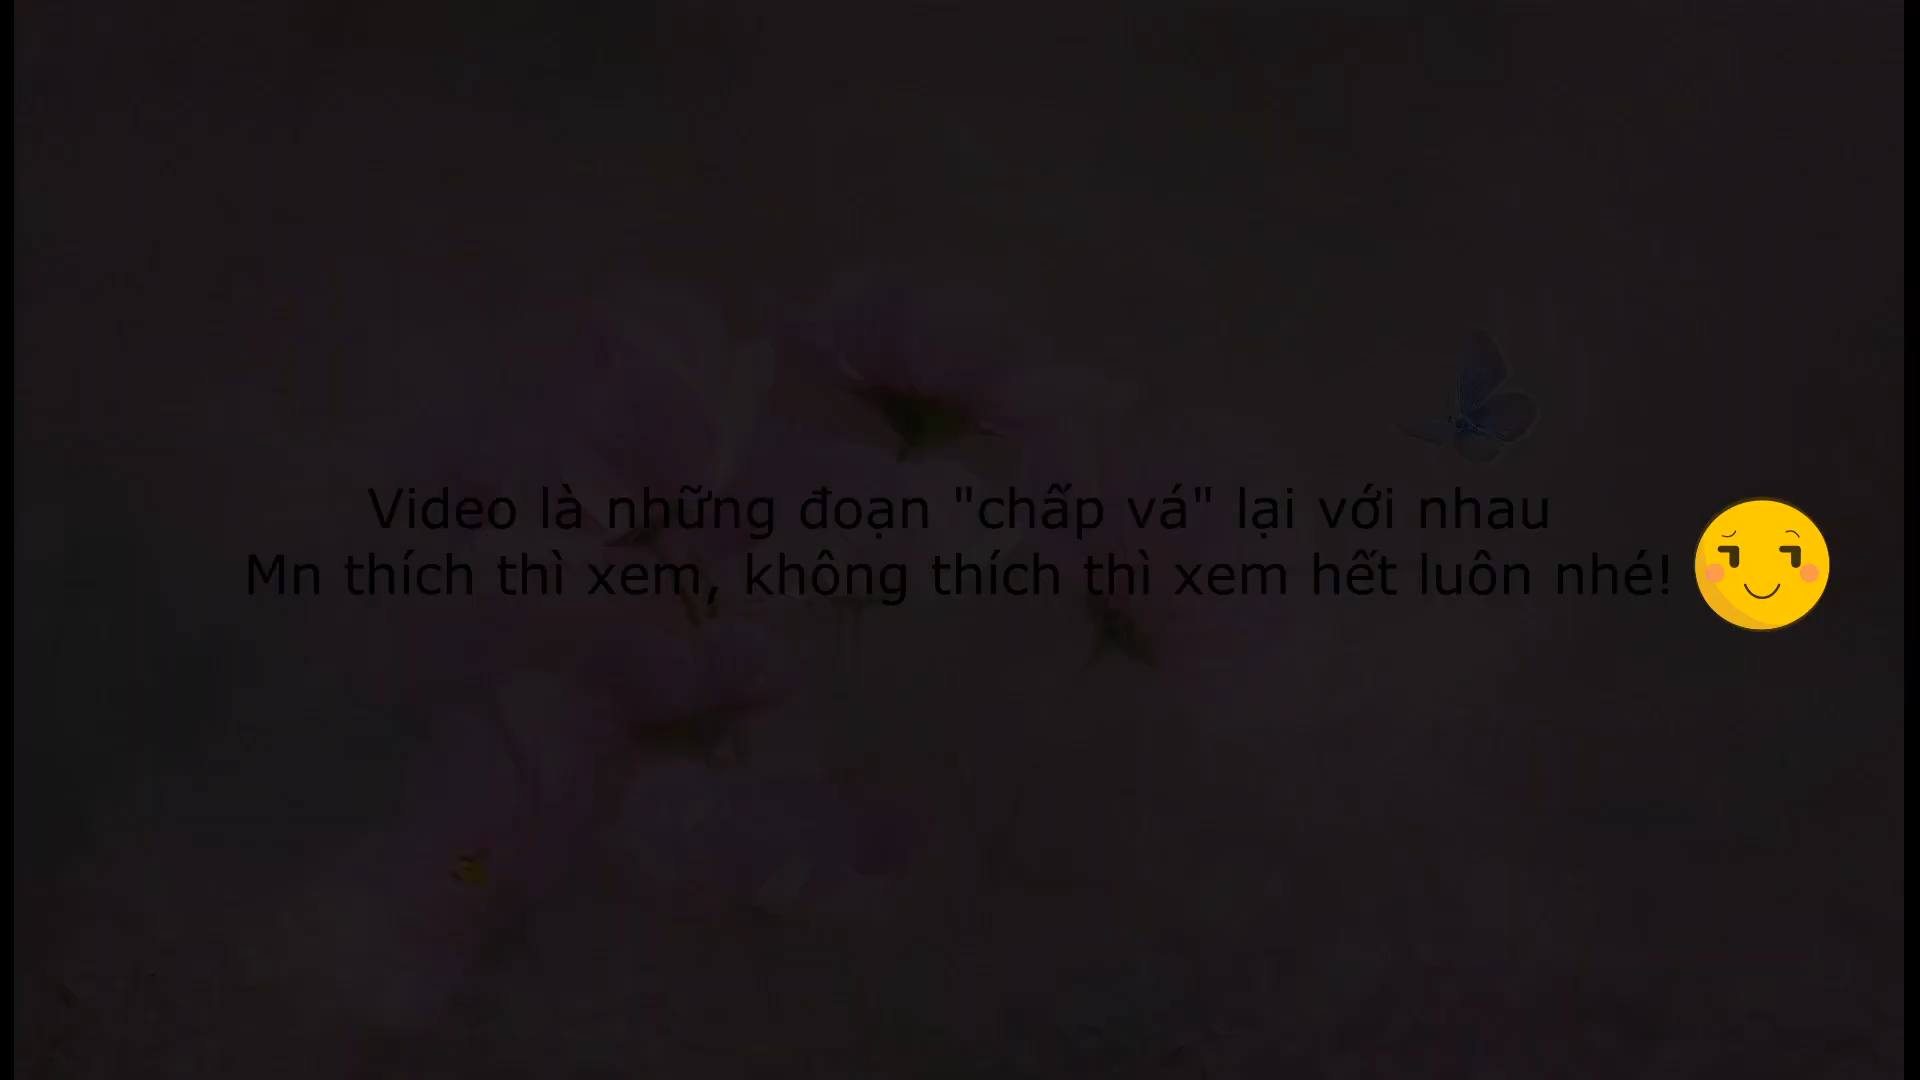 Video là những đoạn "chấp vá" lại với nhau
Mn thích thì xem, không thích thì xem hết luôn nhé!